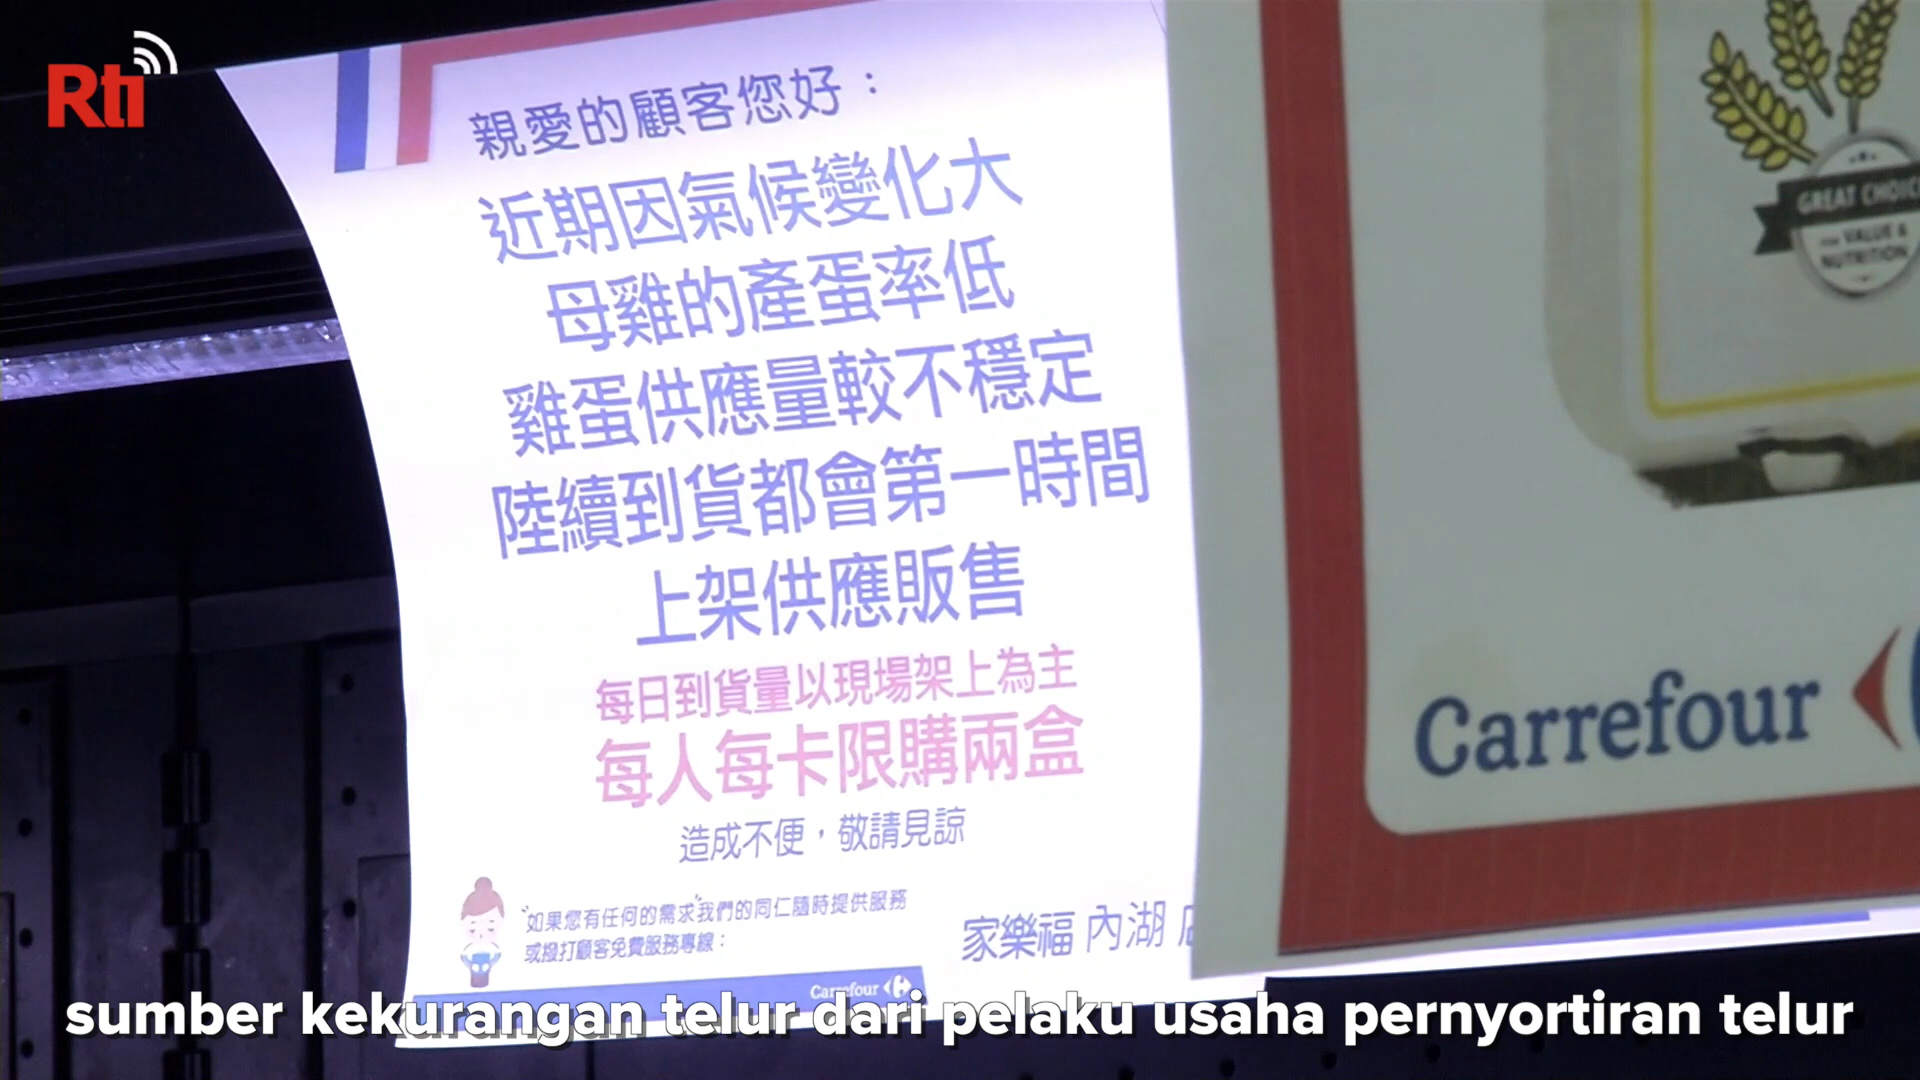 Rti
親愛的顧客您好：
近期因氣候變化大
母雞的產蛋率低
雞蛋供應量較不穩定
陸續到貨都會第一時間
上架供應販售
每日到貨量以現場架上為主
每人每卡限購兩盒
造成不便，敬請見諒
如果您有任何的需求我們的同仁隨時提供服務
或撥打顧客免費服務專線：
家樂福 內湖
Carrefour
GREAT CHOICE
FOR VALUE &
NUTRITION
Carrefour
sumber kekurangan telur dari pelaku usaha pernyortiran telur